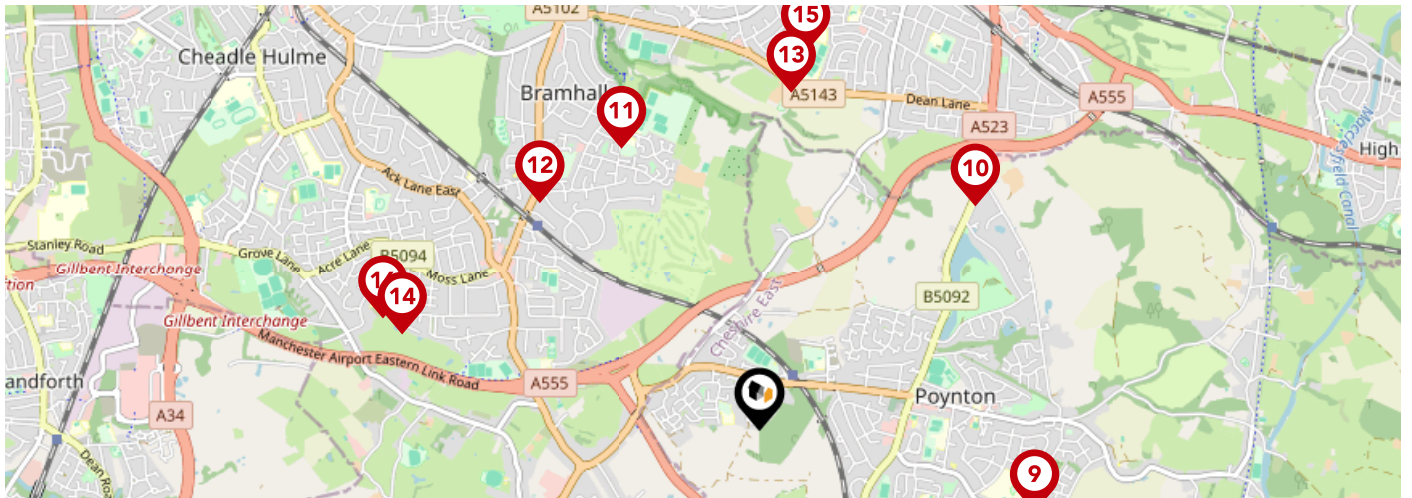 A5102
15
Cheadle Hulme
13
Bramhall
A5143
Dean Lane
A555
11
A523
Macclesfield Canal
High
12
10
Ack Lane East
Stanley Road
Grove Lane
Acre Lane
B5094
Moss Lane
Gillbent Interchange
tion
14
B5092
Gillbent Interchange
Cheshire East
Manchester Airport Eastern Link Road
andforth
A555
A34
Poynton
Dean Roa
9